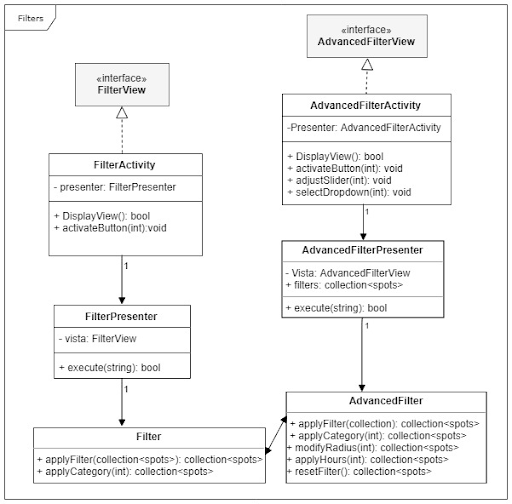 Filters
«interface»
FilterView
FilterActivity
- presenter: FilterPresenter
+ DisplayView(): bool
+ activateButton(int):void
1
FilterPresenter
- vista: FilterView
+ execute(string): bool
1
Filter
+ applyFilter(collection<spots>): collection<spots>
+ applyCategory(int): collection<spots>
«interface»
AdvancedFilterView
AdvancedFilterActivity
-Presenter: AdvancedFilterActivity
+ DisplayView(): bool
+ activateButton(int): void
+ adjustSlider(int): void
+ selectDropdown(int): void
1
AdvancedFilterPresenter
- Vista: AdvancedFilterView
+ filters: collection<spots>
+ execute(string): bool
1
AdvancedFilter
+ applyFilter(collection): collection<spots>
+ applyCategory(int): collection<spots>
+ modifyRadius(int): collection<spots>
+ applyHours(int): collection<spots>
+ resetFilter(): collection<spots>